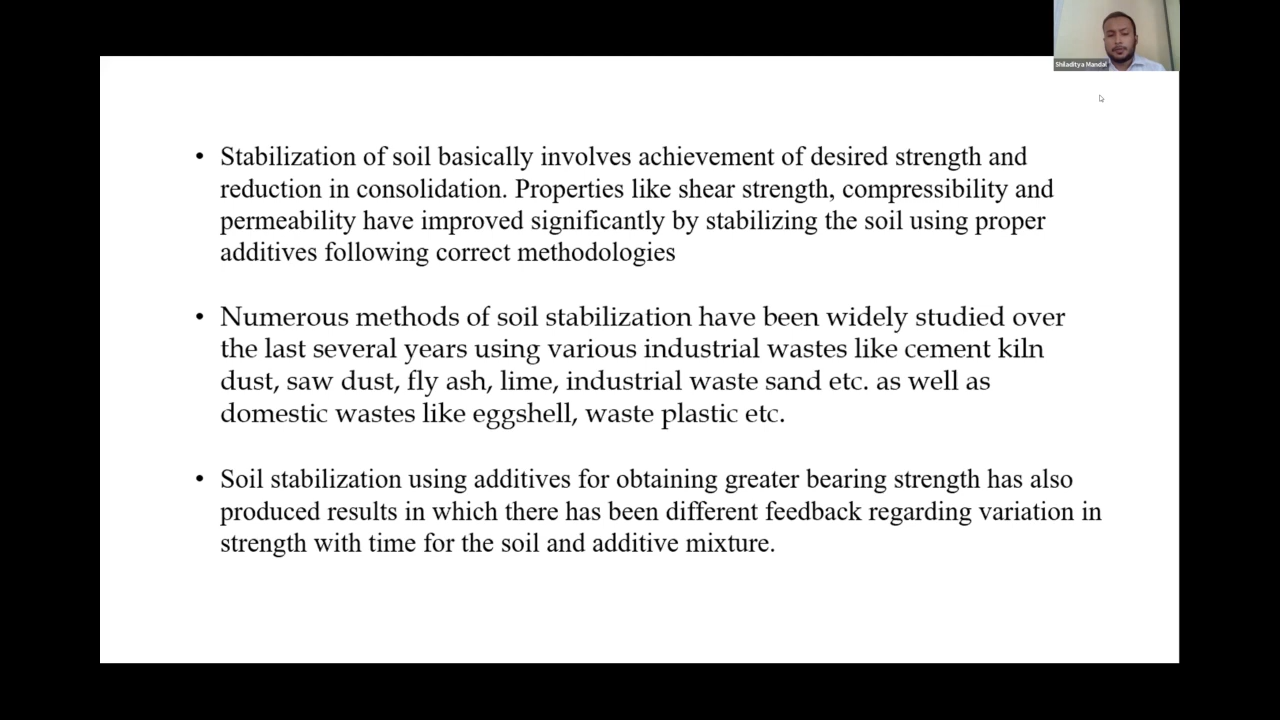 Shiladitya Mandal
• Stabilization of soil basically involves achievement of desired strength and
reduction in consolidation. Properties like shear strength, compressibility and
permeability have improved significantly by stabilizing the soil using proper
additives following correct methodologies
• Numerous methods of soil stabilization have been widely studied over
the last several years using various industrial wastes like cement kiln
dust, saw dust, fly ash, lime, industrial waste sand etc. as well as
domestic wastes like eggshell, waste plastic etc.
• Soil stabilization using additives for obtaining greater bearing strength has also
produced results in which there has been different feedback regarding variation in
strength with time for the soil and additive mixture.